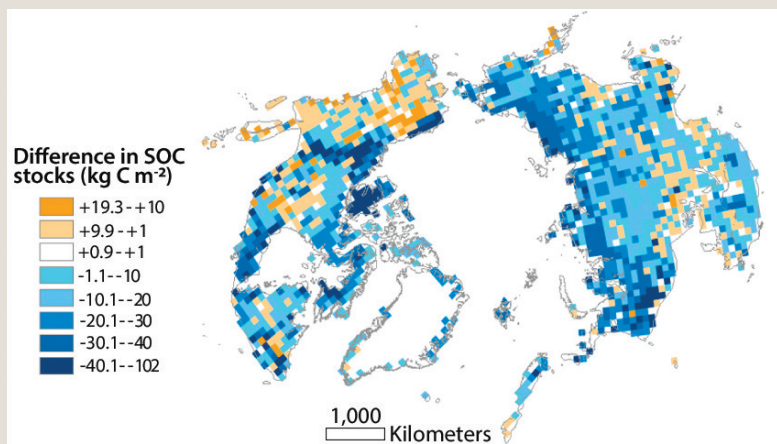 Difference in SOC
stocks (kg C m⁻²)
+19.3 - +10
+9.9 - +1
+0.9 - +1
-1.1 - -10
-10.1 - -20
-20.1 - -30
-30.1 - -40
-40.1 - -102
1,000
Kilometers